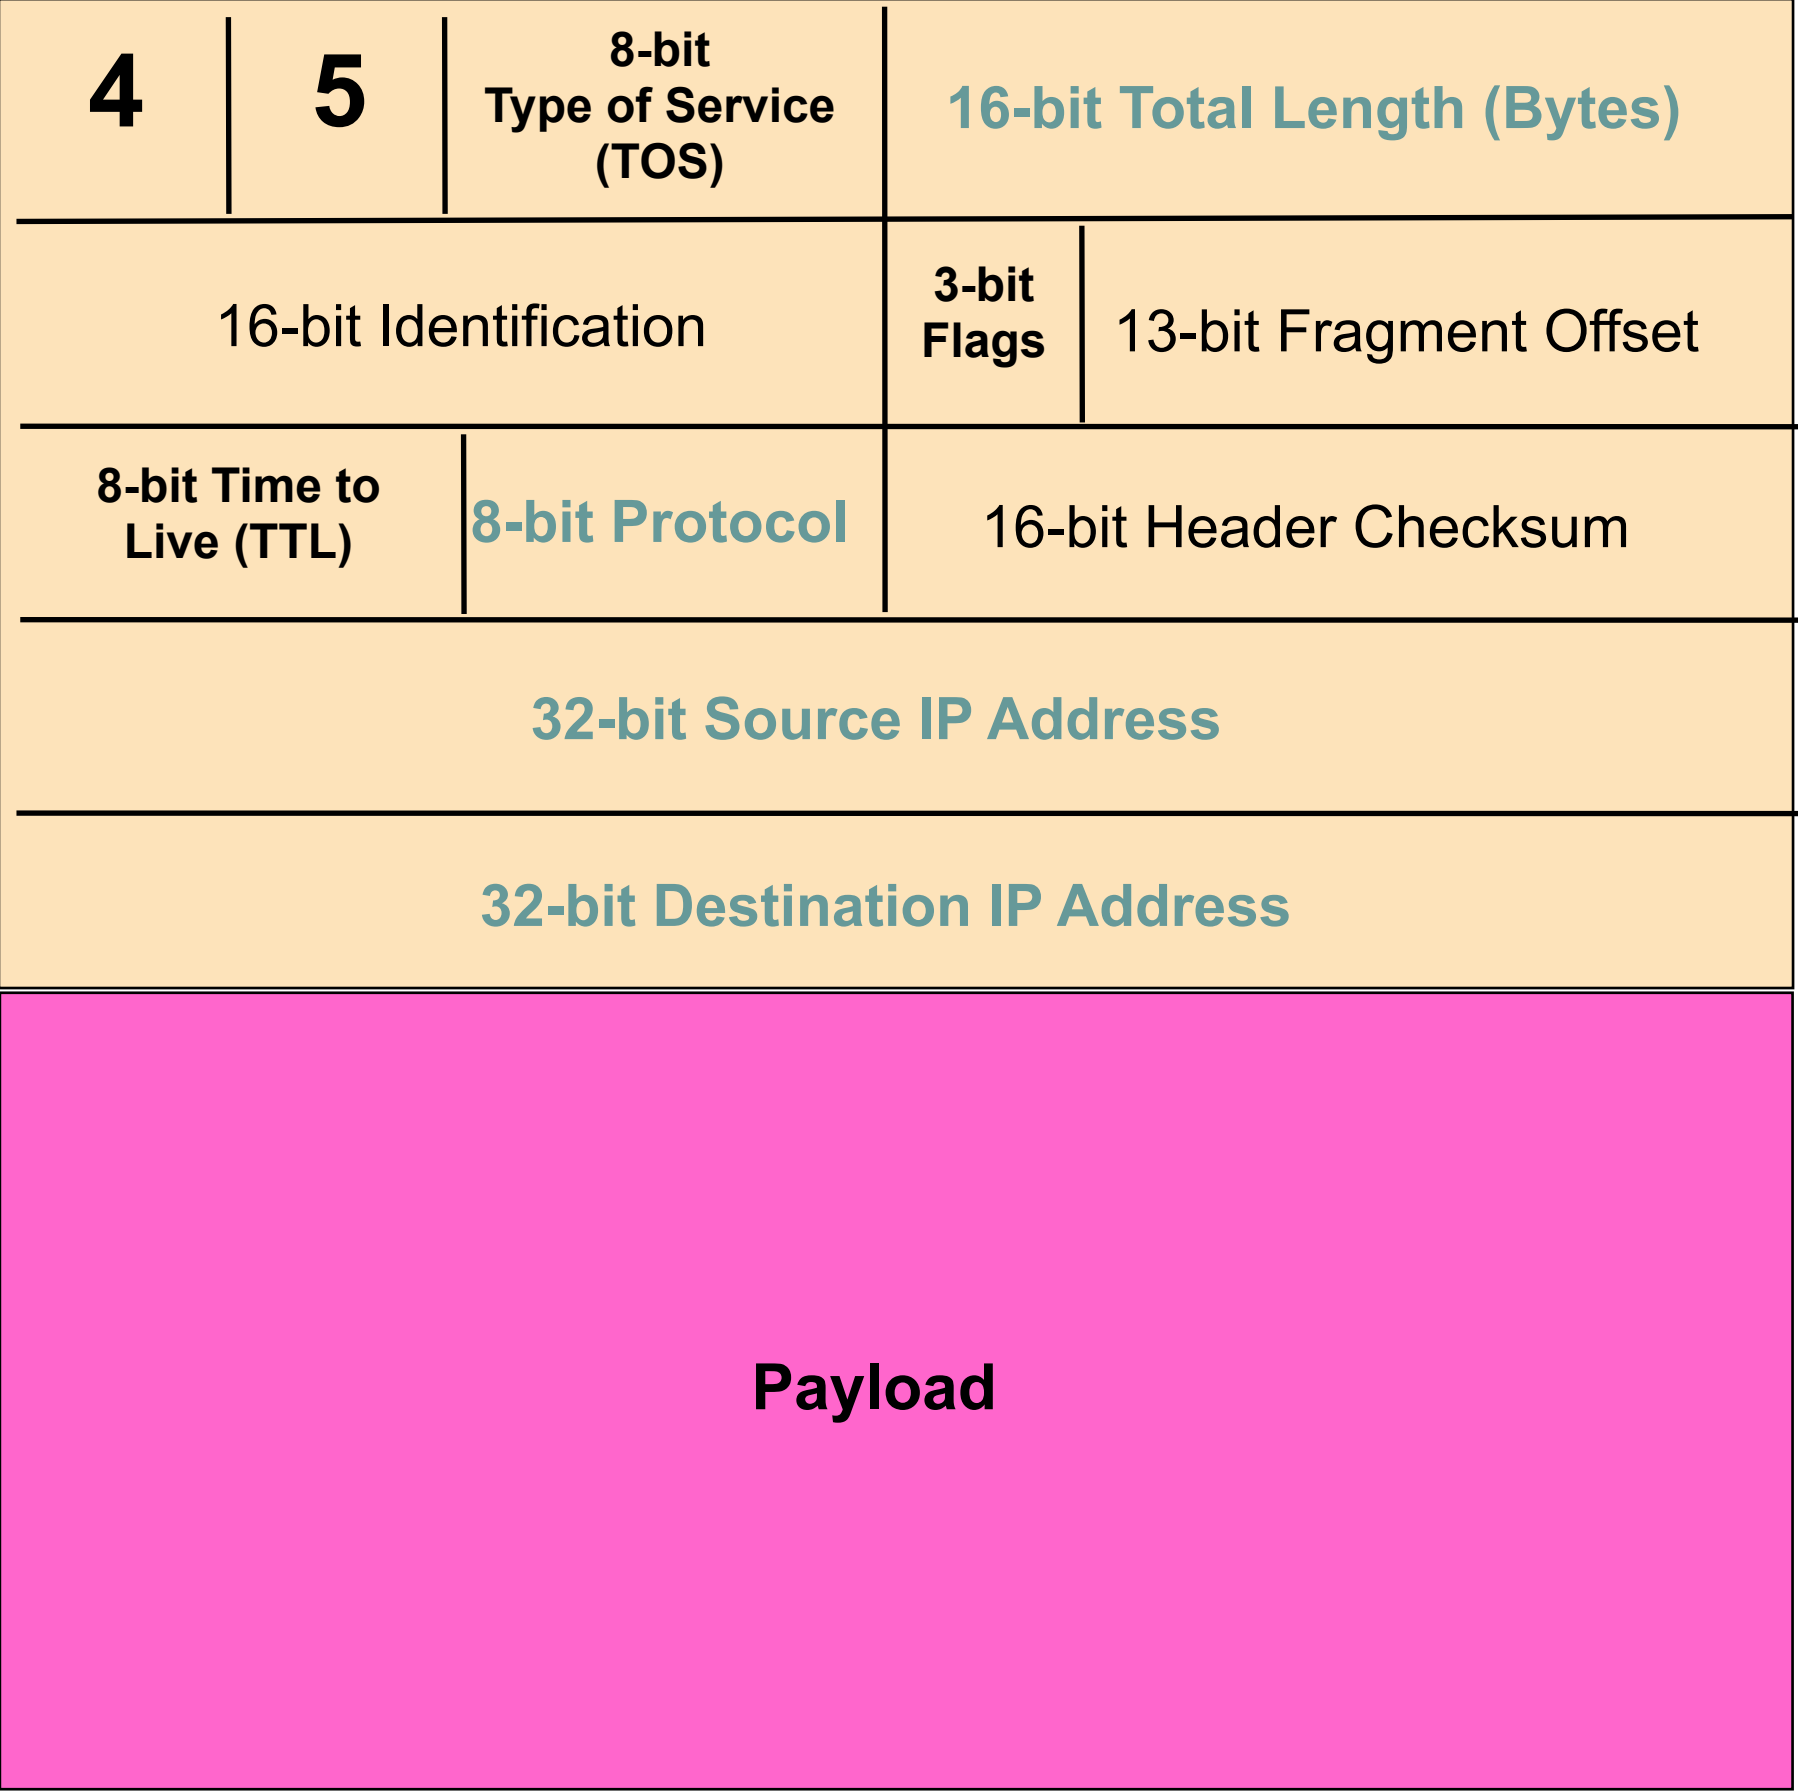 4
5
8-bit
Type of Service
(TOS)
16-bit Total Length (Bytes)
16-bit Identification
3-bit
Flags
13-bit Fragment Offset
8-bit Time to
Live (TTL)
8-bit Protocol
16-bit Header Checksum
32-bit Source IP Address
32-bit Destination IP Address
Payload